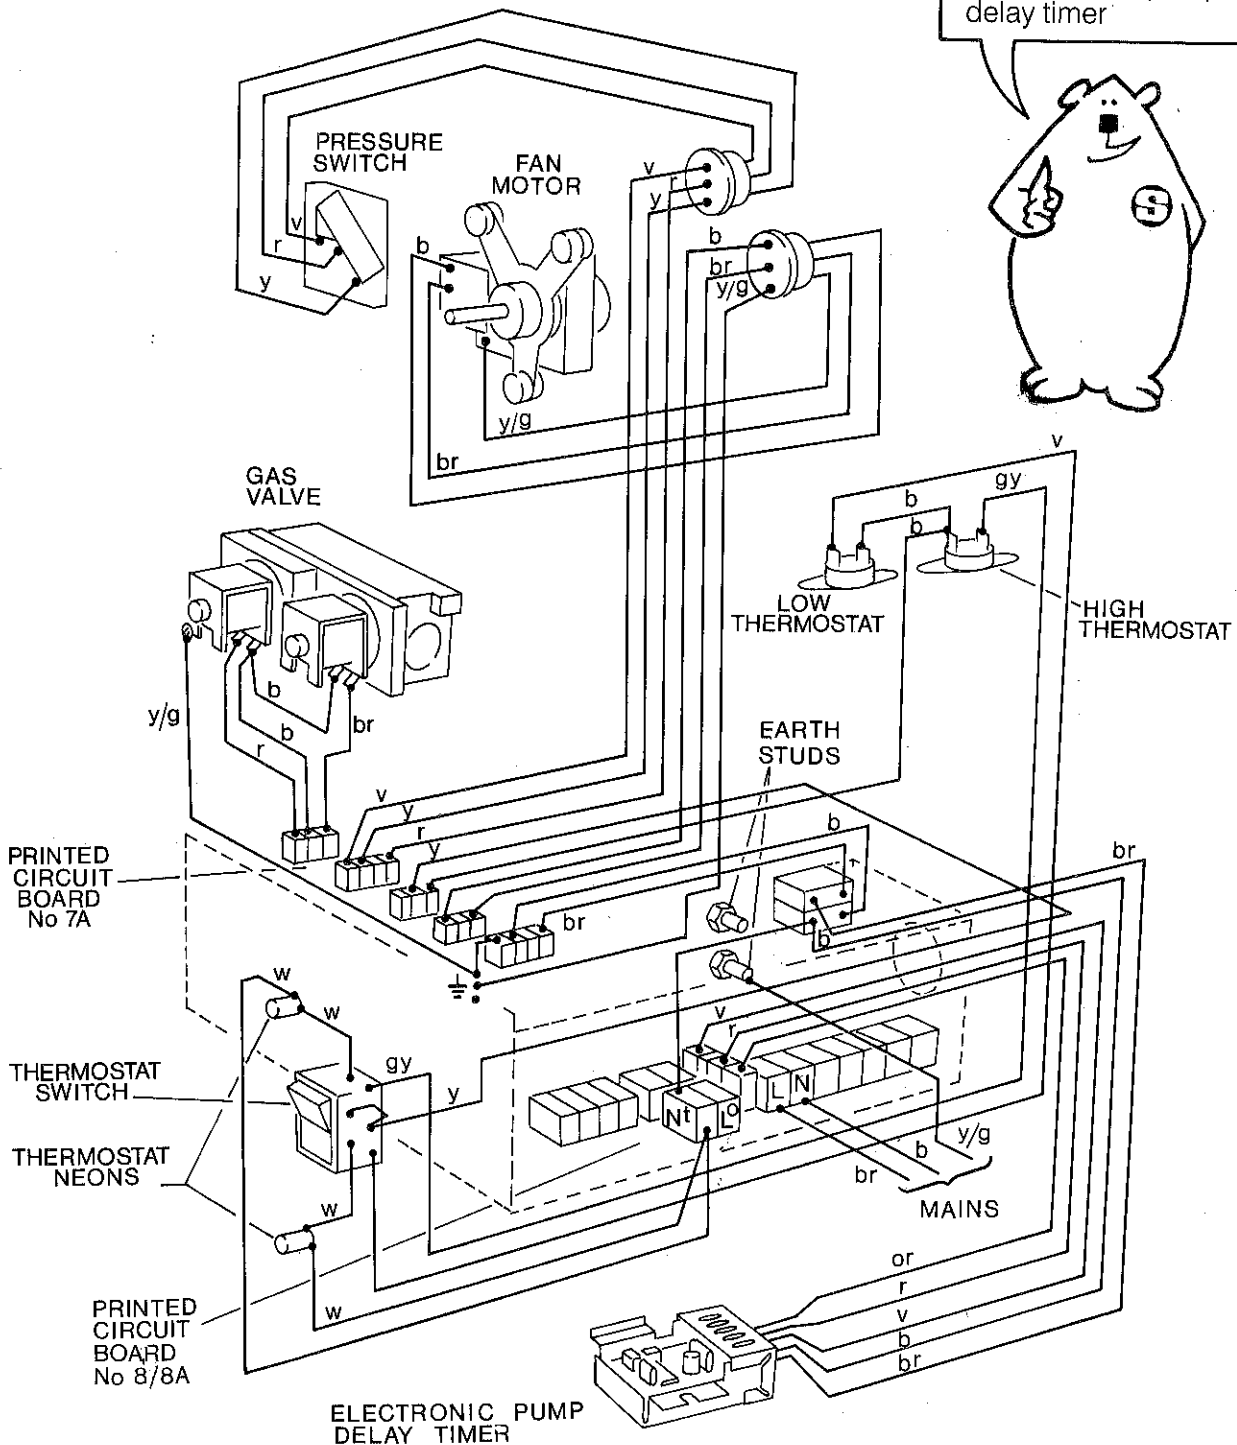 delay timer
PRESSURE
SWITCH
FAN
MOTOR
v
r
y
b
v
r
y
b
br
y/g
y/g
br
GAS
VALVE
v
gy
b
b
LOW
THERMOSTAT
HIGH
THERMOSTAT
y/g
b
b
r
br
EARTH
STUDS
v
y
r
y
b
br
br
b
PRINTED
CIRCUIT
BOARD
No 7A
w
w
gy
y
THERMOSTAT
SWITCH
THERMOSTAT
NEONS
w
w
v
r
Nt
Lo
L
N
y/g
b
br
MAINS
PRINTED
CIRCUIT
BOARD
No 8/8A
or
r
v
b
br
S
ELECTRONIC PUMP
DELAY TIMER